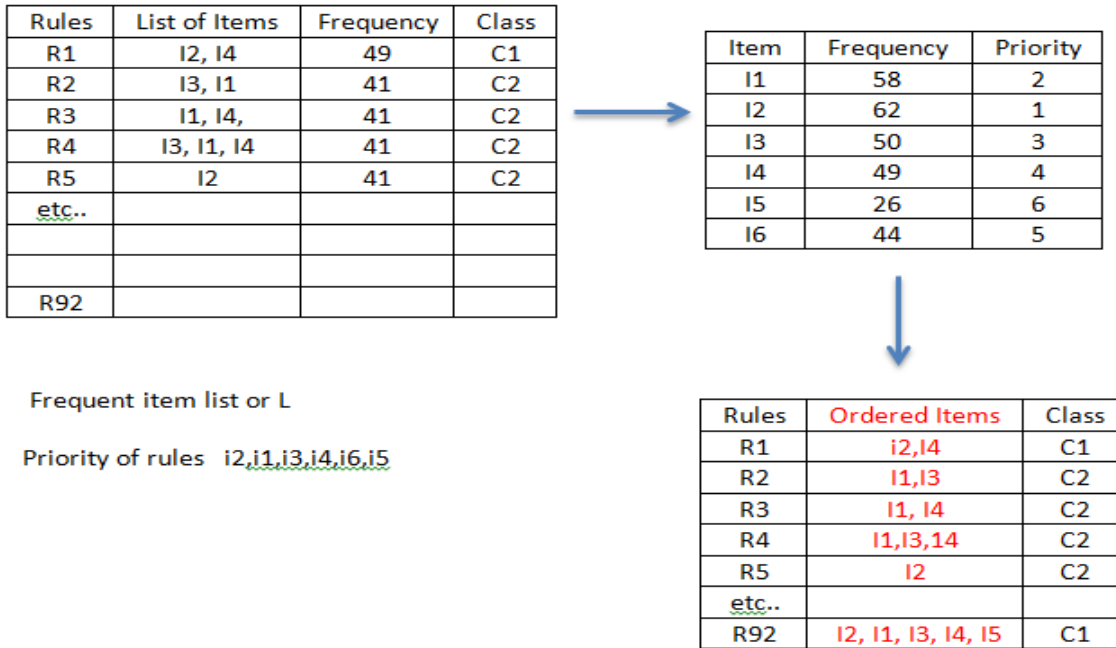 Rules List of Items Frequency Class
R1 I2, I4 49 C1
R2 I3, I1 41 C2
R3 I1, I4, 41 C2
R4 I3, I1, I4 41 C2
R5 I2 41 C2
etc..
R92
Item Frequency Priority
I1 58 2
I2 62 1
I3 50 3
I4 49 4
I5 26 6
I6 44 5
Frequent item list or L
Priority of rules i2,i1,i3,i4,i6,i5
Rules Ordered Items Class
R1 i2,I4 C1
R2 I1,I3 C2
R3 I1, I4 C2
R4 I1,I3,14 C2
R5 I2 C2
etc..
R92 I2, I1, I3, I4, I5 C1